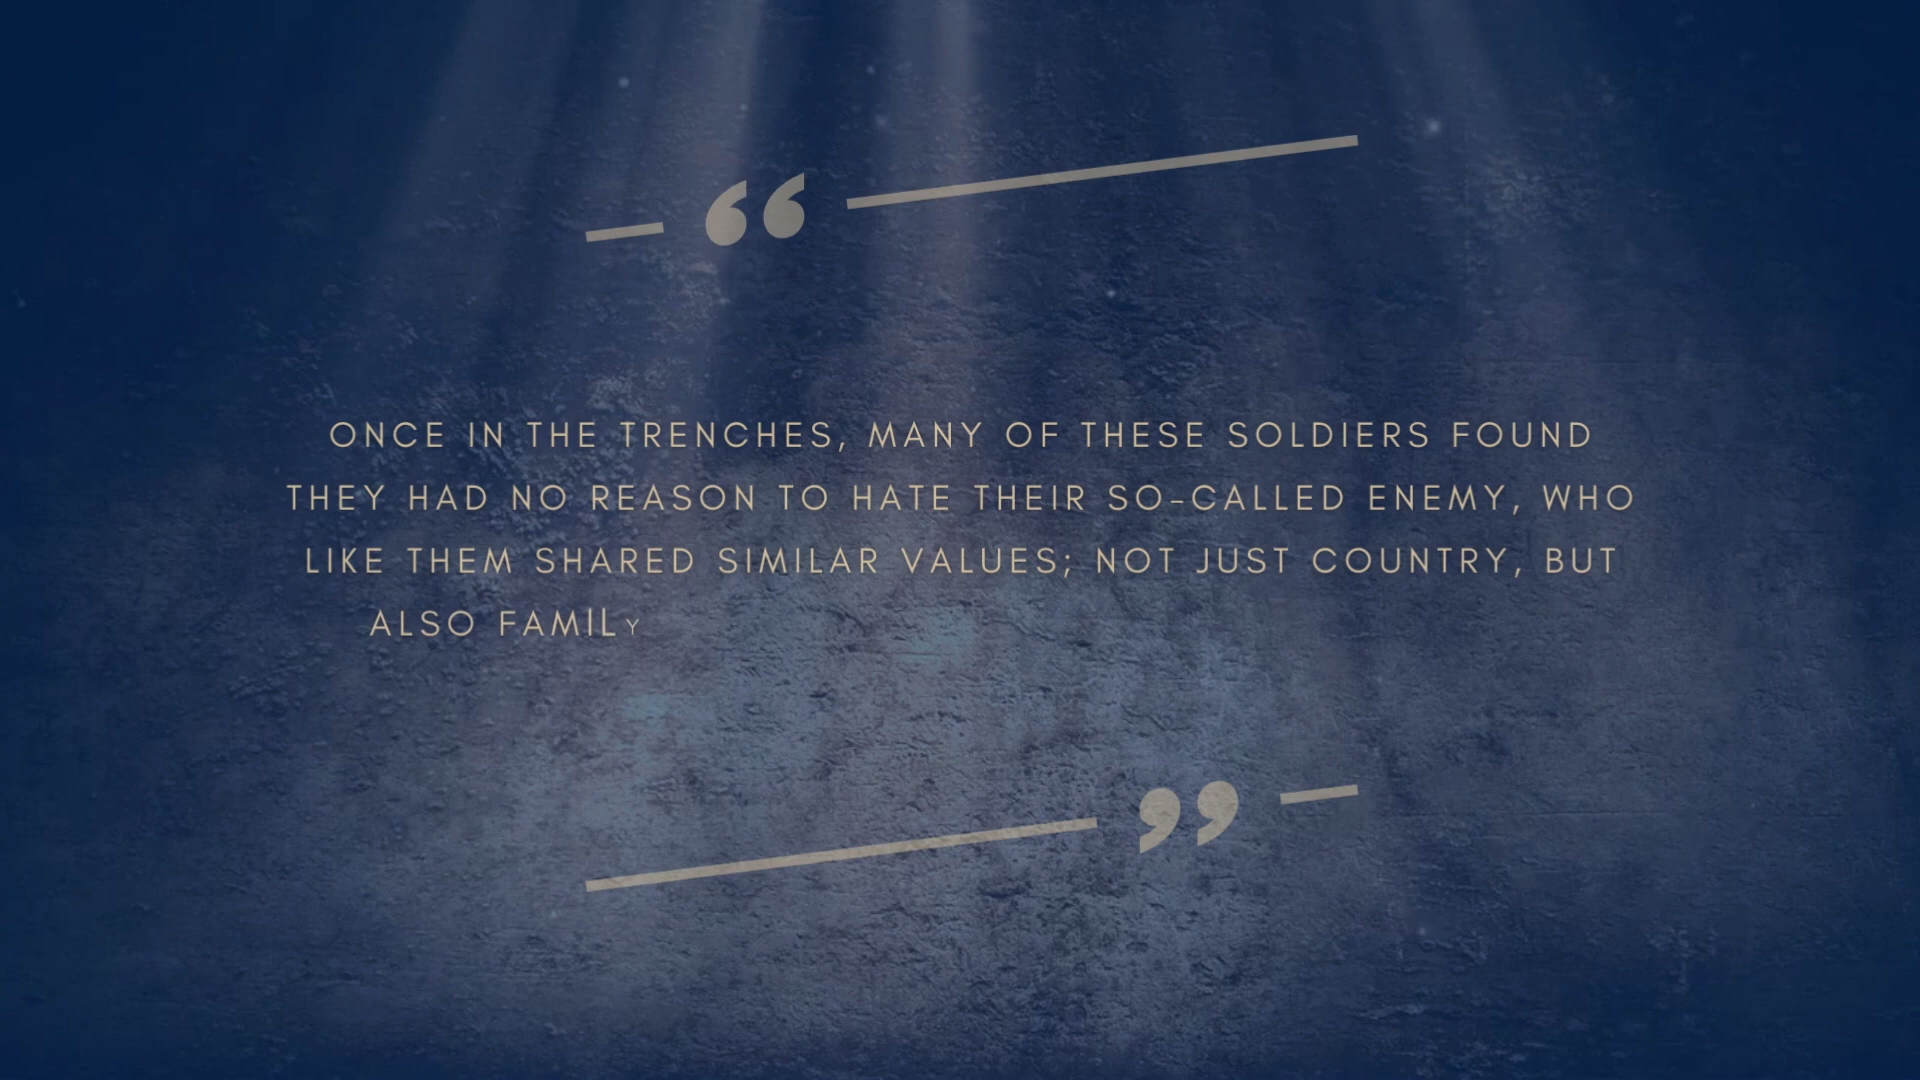 ONCE IN THE TRENCHES, MANY OF THESE SOLDIERS FOUND
THEY HAD NO REASON TO HATE THEIR SO-CALLED ENEMY, WHO
LIKE THEM SHARED SIMILAR VALUES; NOT JUST COUNTRY, BUT
ALSO FAMILY